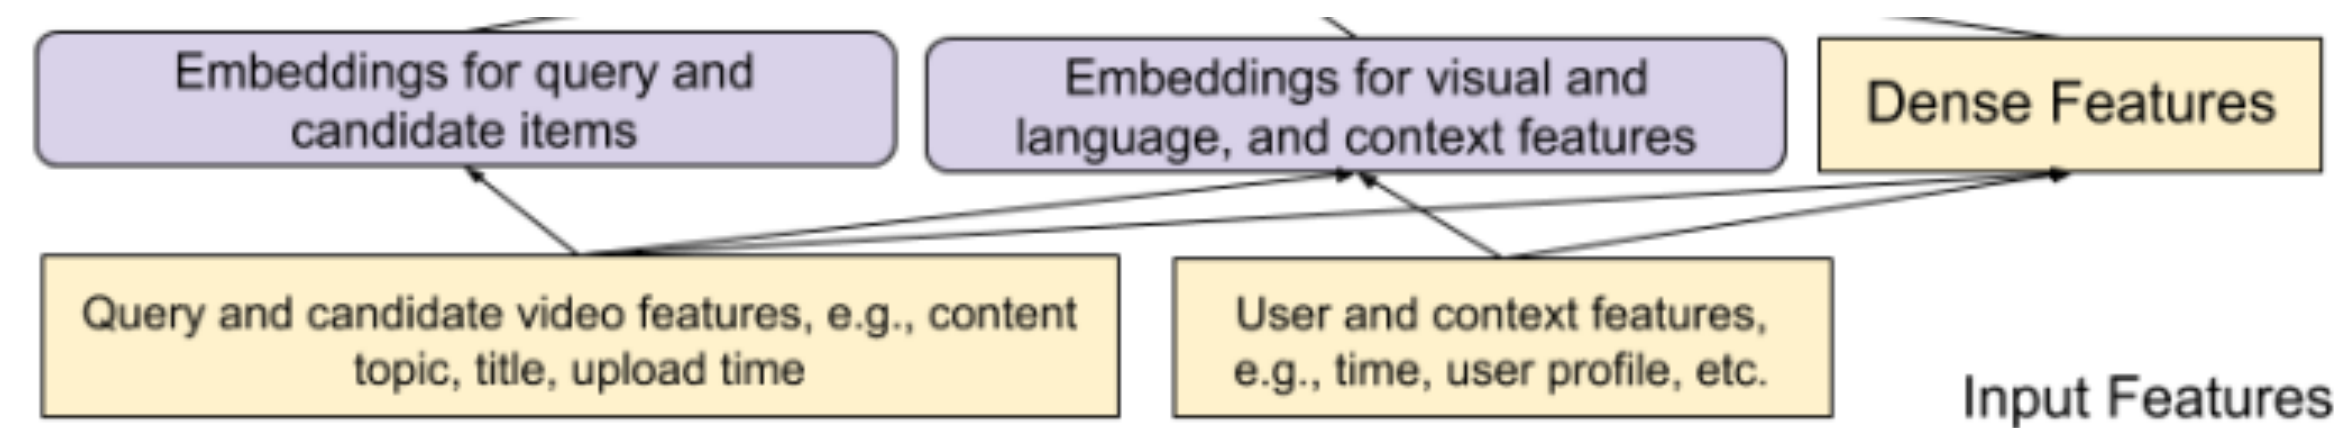 Embeddings for query and
candidate items
Embeddings for visual and
language, and context features
Dense Features
Query and candidate video features, e.g., content
topic, title, upload time
User and context features,
e.g., time, user profile, etc.
Input Features